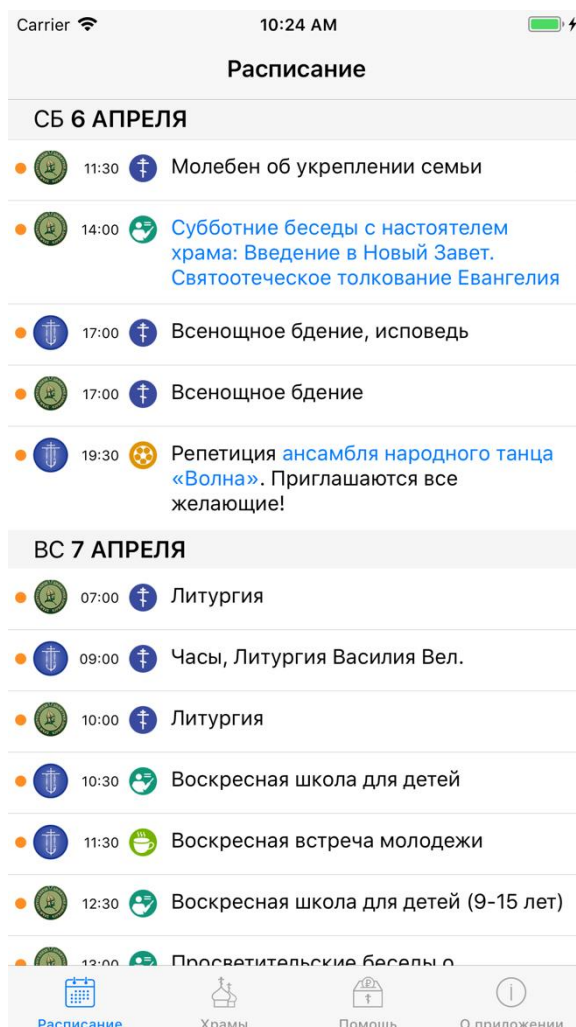 Carrier 10:24 AM
Расписание
СБ 6 АПРЕЛЯ
11:30 Молебен об укреплении семьи
14:00 Субботние беседы с настоятелем
храма: Введение в Новый Завет.
Святоотеческое толкование Евангелия
17:00 Всенощное бдение, исповедь
17:00 Всенощное бдение
19:30 Репетиция ансамбля народного танца
«Волна». Приглашаются все
желающие!
ВС 7 АПРЕЛЯ
07:00 Литургия
09:00 Часы, Литургия Василия Вел.
10:00 Литургия
10:30 Воскресная школа для детей
11:30 Воскресная встреча молодежи
12:30 Воскресная школа для детей (9-15 лет)
13:00 Просветительские беседы о
Расписание Храмы Помощь О приложении